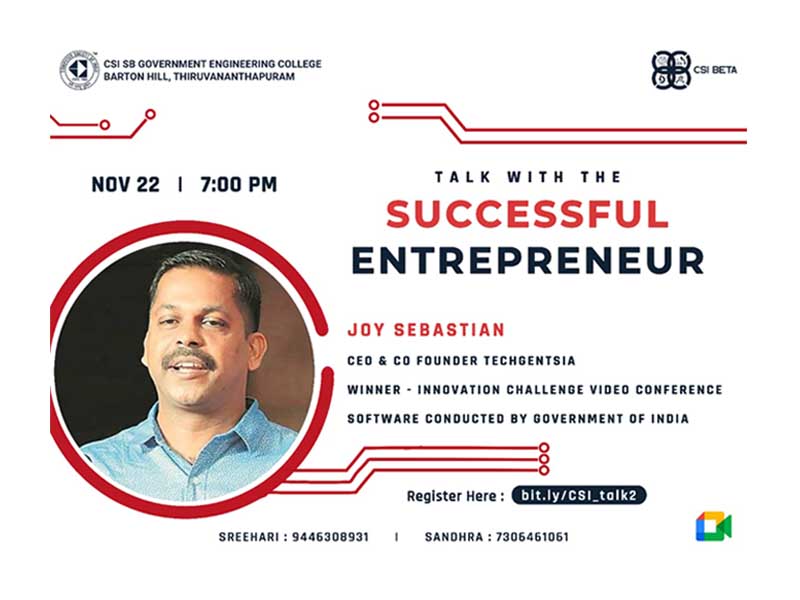 CSI SB GOVERNMENT ENGINEERING COLLEGE
BARTON HILL, THIRUVANANTHAPURAM
CSI BETA
NOV 22 | 7:00 PM
TALK WITH THE
SUCCESSFUL
ENTREPRENEUR
JOY SEBASTIAN
CEO & CO FOUNDER TECHGENTSIA
WINNER - INNOVATION CHALLENGE VIDEO CONFERENCE
SOFTWARE CONDUCTED BY GOVERNMENT OF INDIA
Register Here : bit.ly/CSI_talk2
SREEHARI : 9446308931 | SANDHRA : 7306461061